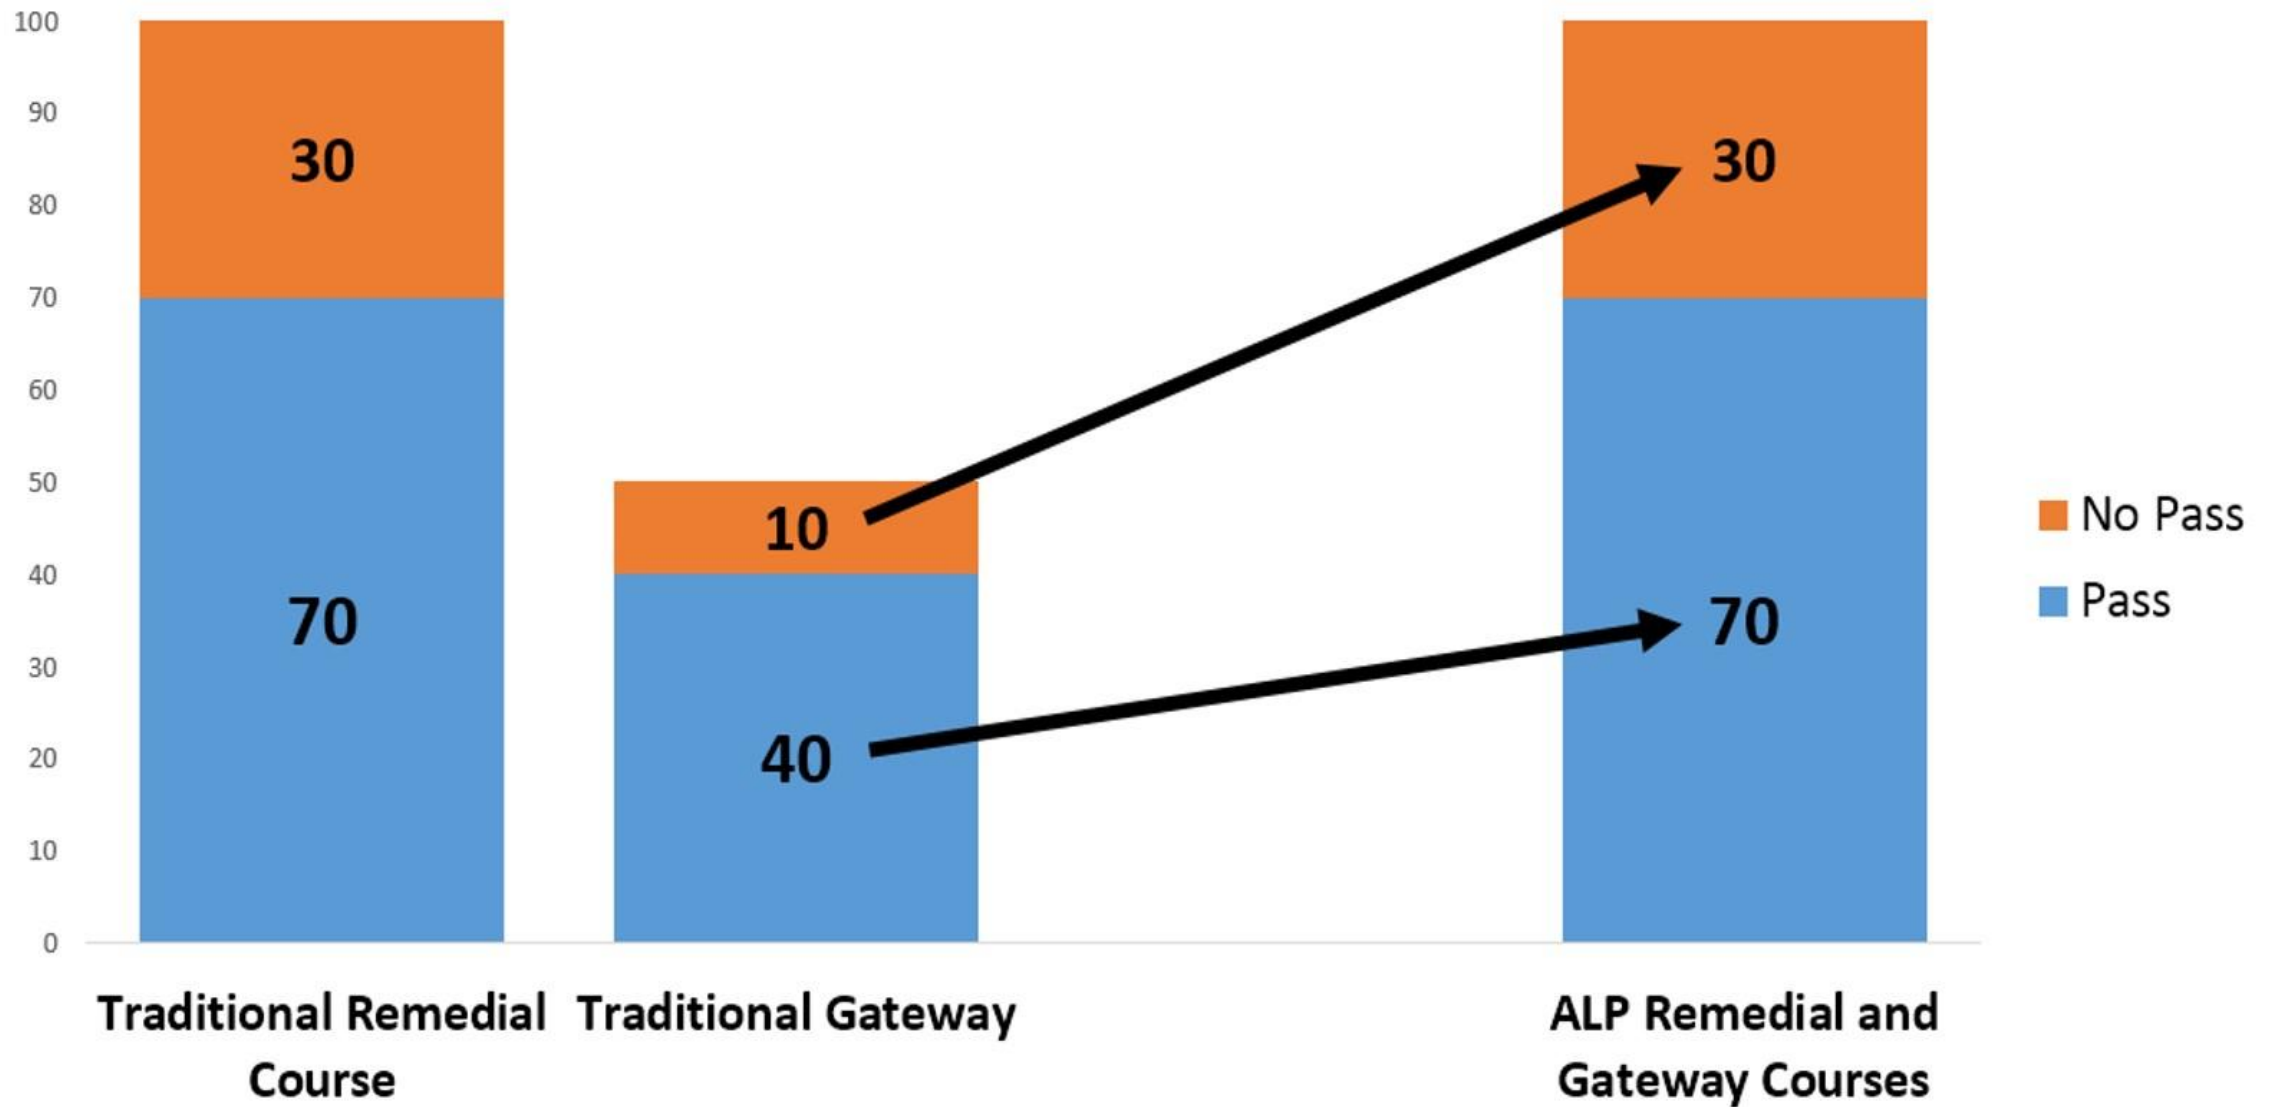 100
90
80
70
60
50
40
30
20
10
0
30
70
10
40
30
70
No Pass
Pass
Traditional Remedial
Course
Traditional Gateway
ALP Remedial and
Gateway Courses